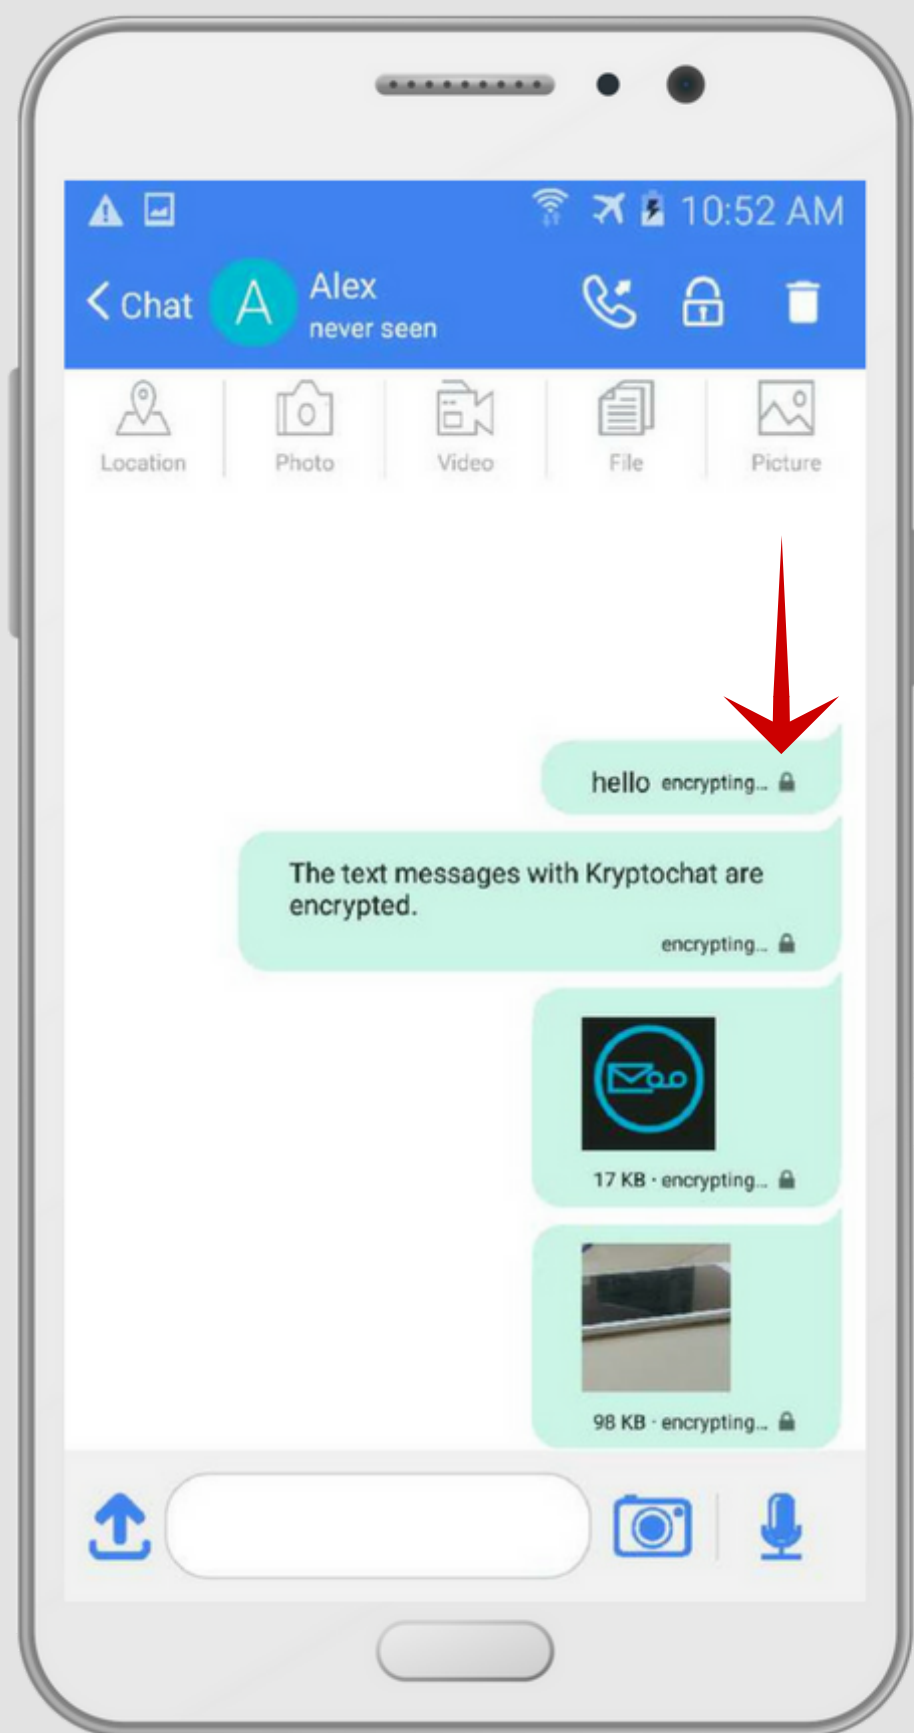 10:52 AM
Chat
A
Alex
never seen
Location
Photo
Video
File
Picture
hello encrypting...
The text messages with Kryptochat are
encrypted.
encrypting...
17 KB · encrypting...
98 KB · encrypting...